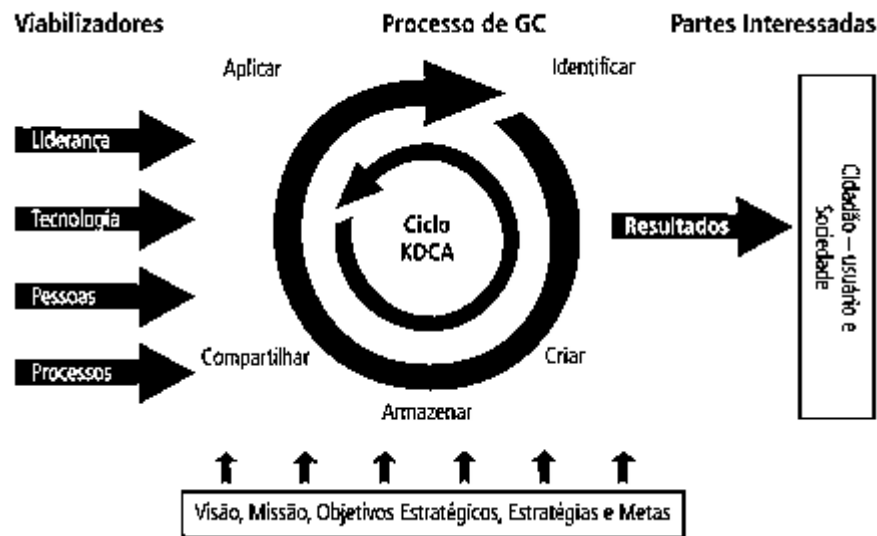 Viabilizadores
Processo de GC
Partes Interessadas
Aplicar
Identificar
Liderança
Tecnologia
Pessoas
Processos
Ciclo
KDCA
Compartilhar
Criar
Armazenar
Resultados
Cidadão – usuário e
Sociedade
Visão, Missão, Objetivos Estratégicos, Estratégias e Metas